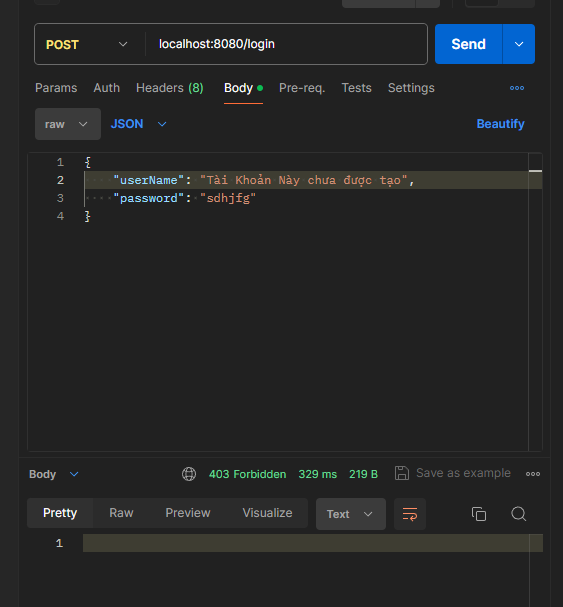 POST localhost:8080/login Send
Params Auth Headers (8) Body Pre-req. Tests Settings
raw JSON Beautify
1 {
2 "userName": "Tài Khoản Này chưa được tạo",
3 "password": "sdhjfg"
4 }
Body 403 Forbidden 329 ms 219 B Save as example
Pretty Raw Preview Visualize Text
1